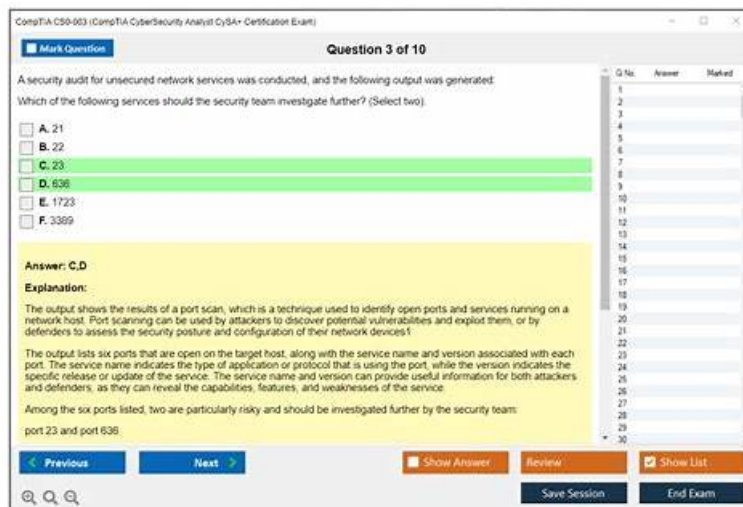 CompTIA CS0-003 (CompTIA CyberSecurity Analyst CySA+ Certification Exam)
Mark Question
Question 3 of 10
A security audit for unsecured network services was conducted, and the following output was generated:
Which of the following services should the security team investigate further? (Select two).
A. 21
B. 22
C. 23
D. 636
E. 1723
F. 3389
Answer: C,D
Explanation:
The output shows the results of a port scan, which is a technique used to identify open ports and services running on a
network host. Port scanning can be used by attackers to discover potential vulnerabilities and exploit them, or by
defenders to assess the security posture and configuration of their network devices1
The output lists six ports that are open on the target host, along with the service name and version associated with each
port. The service name indicates the type of application or protocol that is using the port, while the version indicates the
specific release or update of the service. The service name and version can provide useful information for both attackers
and defenders, as they can reveal the capabilities, features, and weaknesses of the service.
Among the six ports listed, two are particularly risky and should be investigated further by the security team:
port 23 and port 636.
Q No. Answer Marked
1
2
3
4
5
6
7
8
9
10
11
12
13
14
15
16
17
18
19
20
21
22
23
24
25
26
27
28
29
30
Previous
Next
Show Answer
Review
Show List
Save Session
End Exam